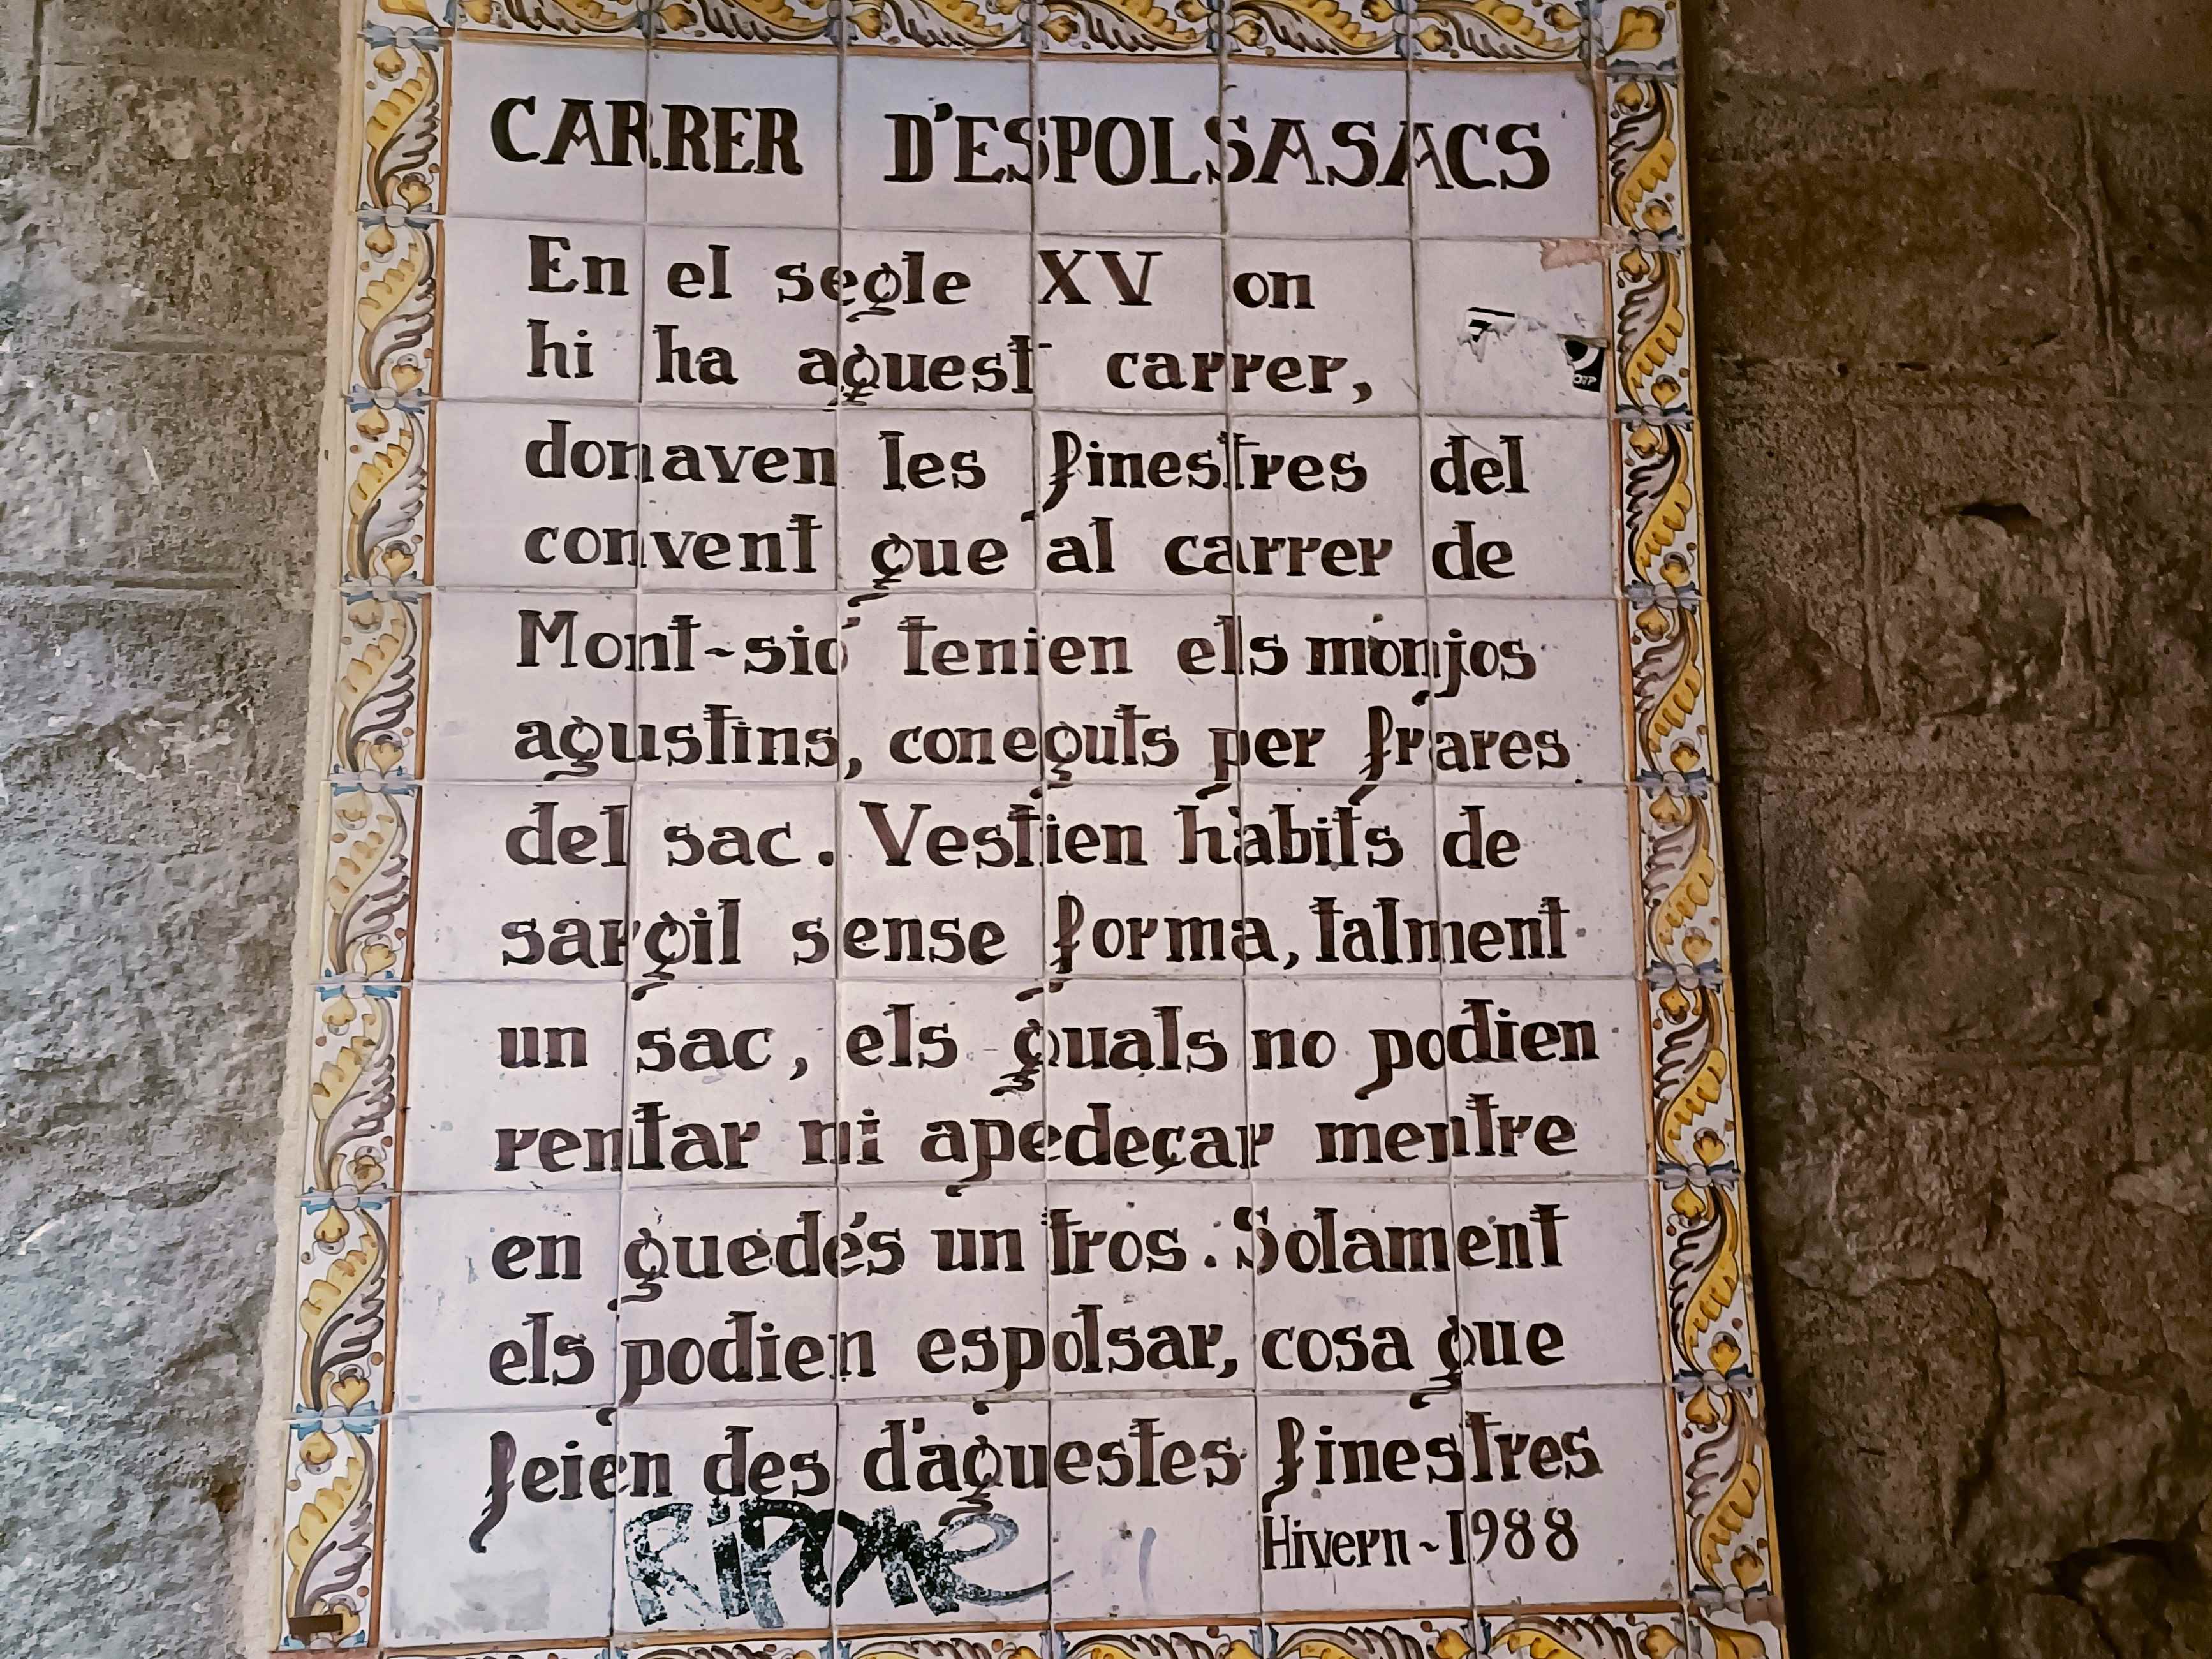 CARRER D'ESPOLSASACS
En el segle XV on
hi ha aquest carrer,
donaven les finestres del
convent que al carrer de
Mont-sió tenien els monjos
agustins, coneguts per frares
del sac. Vestien hàbits de
sargil sense forma, talment
un sac, els quals no podien
rentar ni apedeçar mentre
en quedés un tros. Solament
els podien espolsar, cosa que
feien des d'aquestes finestres
Hivern-1988